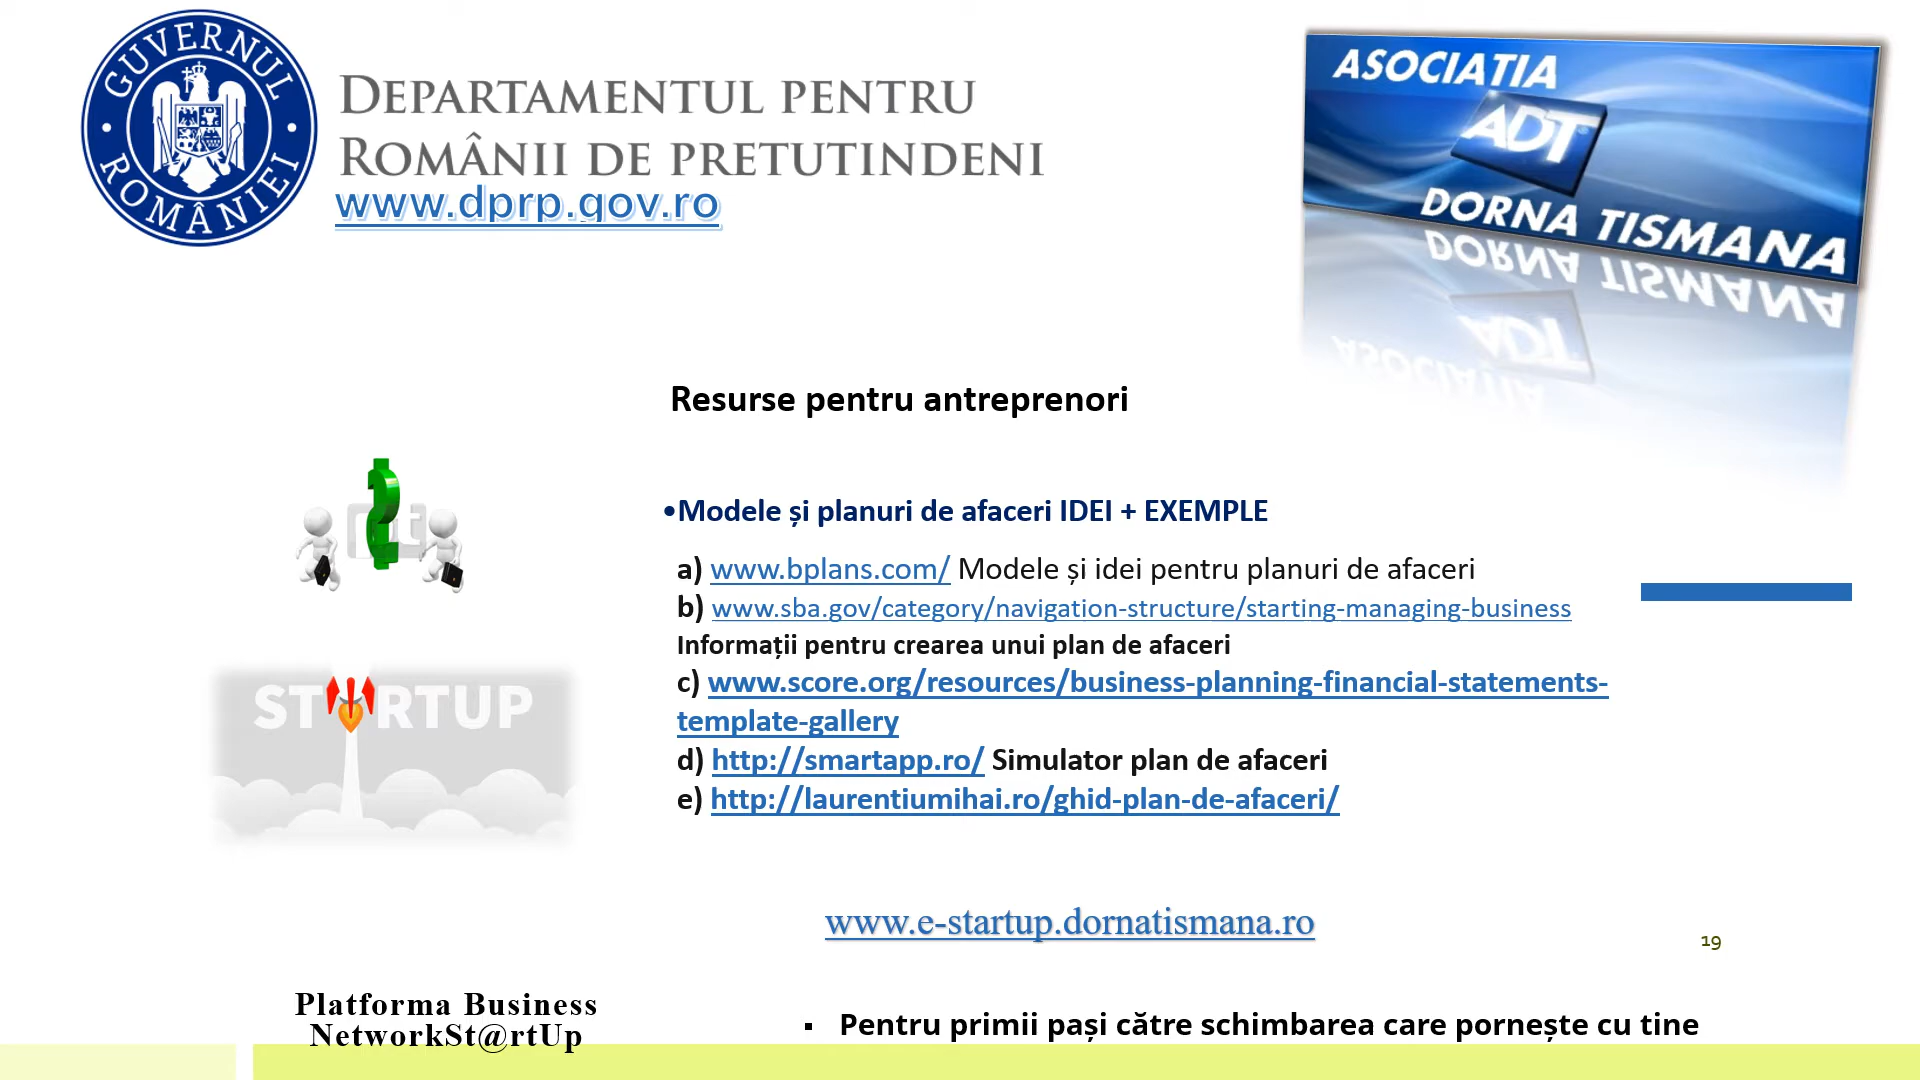 GUVERNUL ROMÂNIEI
DEPARTAMENTUL PENTRU
ROMÂNII DE PRETUTINDENI
www.dprp.gov.ro
ASOCIATIA
ADT
DORNA TISMANA
Resurse pentru antreprenori
•Modele și planuri de afaceri IDEI + EXEMPLE
a) www.bplans.com/ Modele și idei pentru planuri de afaceri
b) www.sba.gov/category/navigation-structure/starting-managing-business
Informații pentru crearea unui plan de afaceri
c) www.score.org/resources/business-planning-financial-statements-
template-gallery
d) http://smartapp.ro/ Simulator plan de afaceri
e) http://laurentiumihai.ro/ghid-plan-de-afaceri/
STARTUP
www.e-startup.dornatismana.ro
19
Platforma Business
NetworkSt@rtUp
▪ Pentru primii pași către schimbarea care pornește cu tine